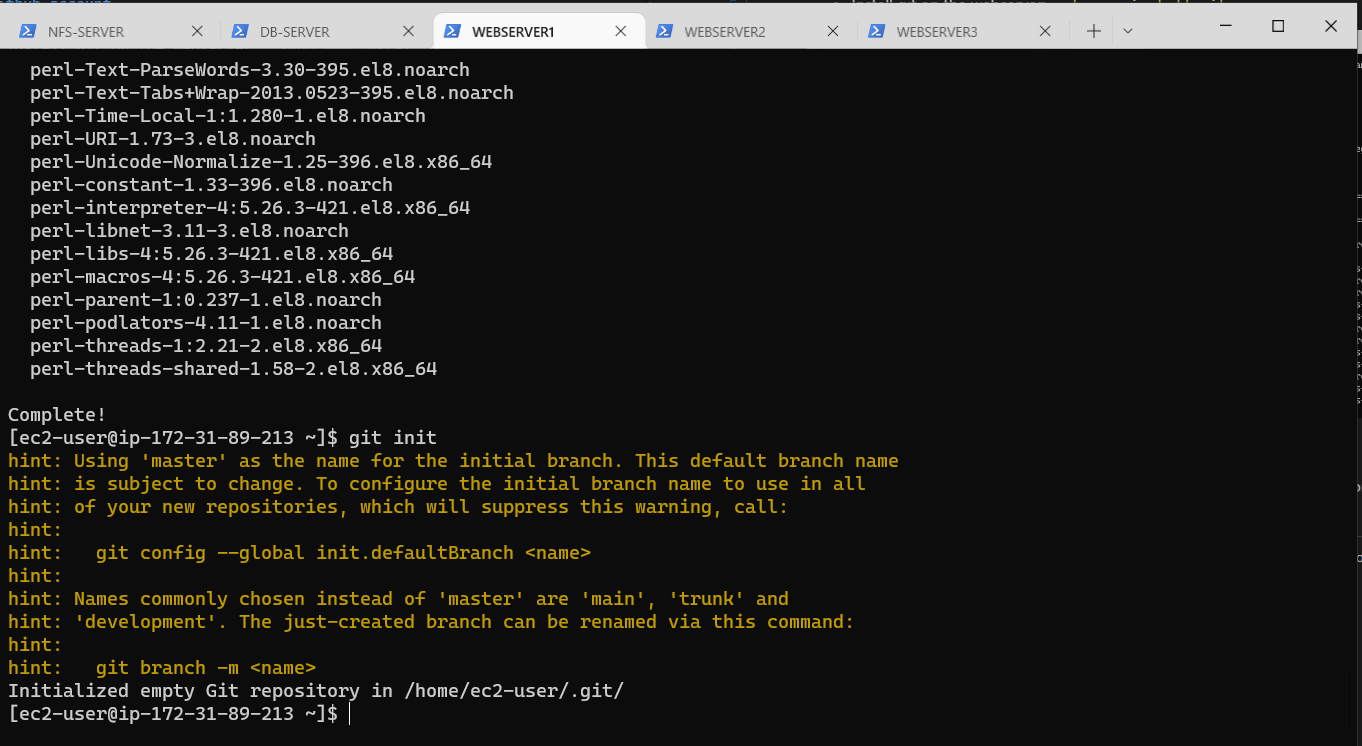 NFS-SERVER DB-SERVER WEBSERVER1 WEBSERVER2 WEBSERVER3
perl-Text-ParseWords-3.30-395.el8.noarch
perl-Text-Tabs+Wrap-2013.0523-395.el8.noarch
perl-Time-Local-1:1.280-1.el8.noarch
perl-URI-1.73-3.el8.noarch
perl-Unicode-Normalize-1.25-396.el8.x86_64
perl-constant-1.33-396.el8.noarch
perl-interpreter-4:5.26.3-421.el8.x86_64
perl-libnet-3.11-3.el8.noarch
perl-libs-4:5.26.3-421.el8.x86_64
perl-macros-4:5.26.3-421.el8.x86_64
perl-parent-1:0.237-1.el8.noarch
perl-podlators-4.11-1.el8.noarch
perl-threads-1:2.21-2.el8.x86_64
perl-threads-shared-1.58-2.el8.x86_64
Complete!
[ec2-user@ip-172-31-89-213 ~]$ git init
hint: Using 'master' as the name for the initial branch. This default branch name
hint: is subject to change. To configure the initial branch name to use in all
hint: of your new repositories, which will suppress this warning, call:
hint:
hint:   git config --global init.defaultBranch <name>
hint:
hint: Names commonly chosen instead of 'master' are 'main', 'trunk' and
hint: 'development'. The just-created branch can be renamed via this command:
hint:
hint:   git branch -m <name>
Initialized empty Git repository in /home/ec2-user/.git/
[ec2-user@ip-172-31-89-213 ~]$